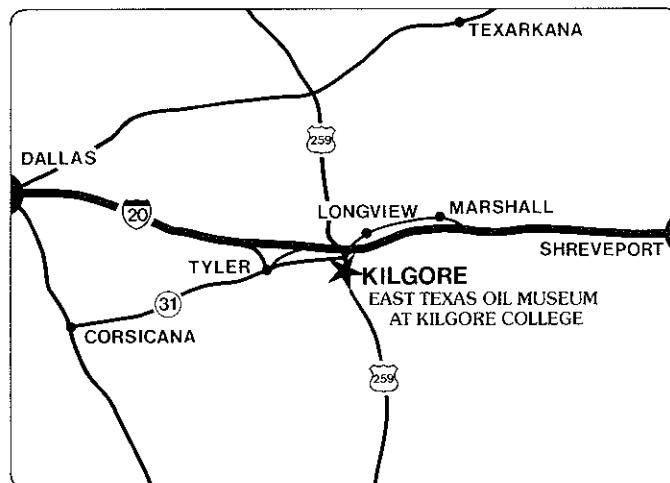 TEXARKANA
259
DALLAS
20
LONGVIEW
MARSHALL
SHREVEPORT
TYLER
KILGORE
EAST TEXAS OIL MUSEUM
AT KILGORE COLLEGE
31
CORSICANA
259